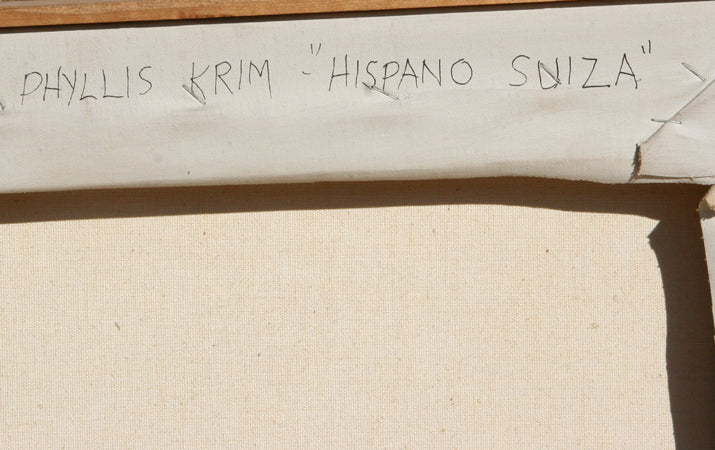 PHYLLIS KRIM - "HISPANO SUIZA"